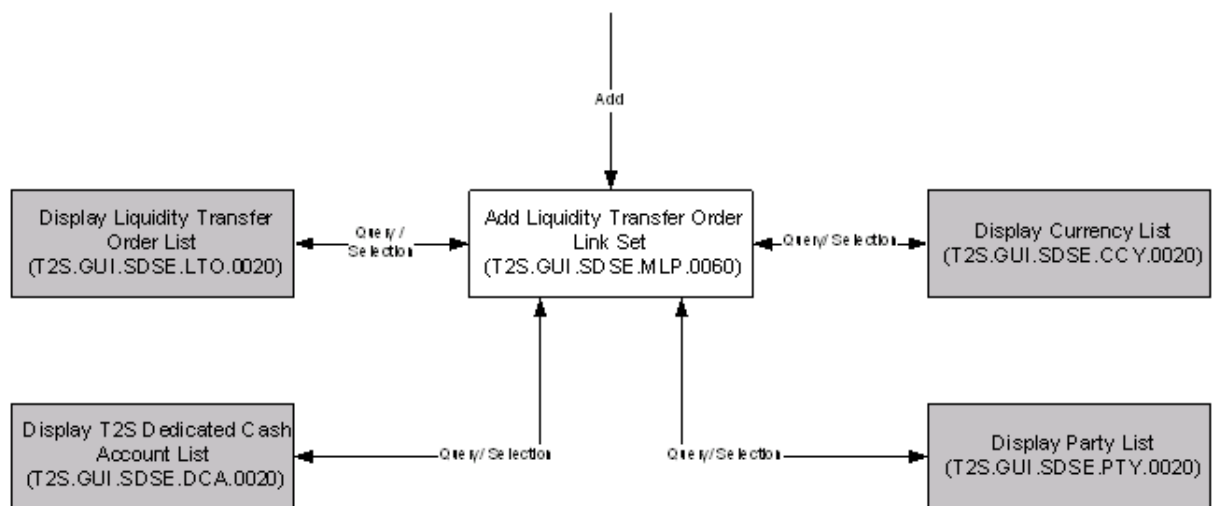 Add
Display Liquidity Transfer
Order List
(T2S.GUI.SDSE.LTO.0020)
Query /
Selection
Add Liquidity Transfer Order
Link Set
(T2S.GUI.SDSE.MLP.0060)
Query/ Selection
Display Currency List
(T2S.GUI.SDSE.CCY.0020)
Display T2S Dedicated Cash
Account List
(T2S.GUI.SDSE.DCA.0020)
Query/ Selection
Query/ Selection
Display Party List
(T2S.GUI.SDSE.PTY.0020)